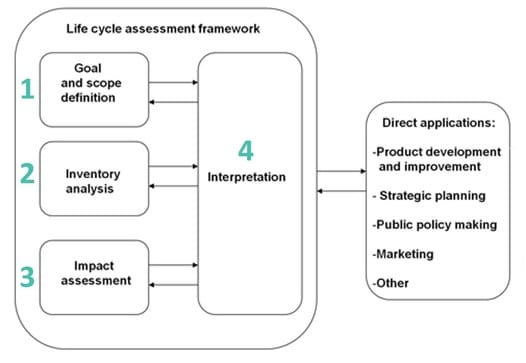 Life cycle assessment framework
1
Goal
and scope
definition
2
Inventory
analysis
3
Impact
assessment
4
Interpretation
Direct applications:
-Product development
and improvement
- Strategic planning
-Public policy making
-Marketing
-Other